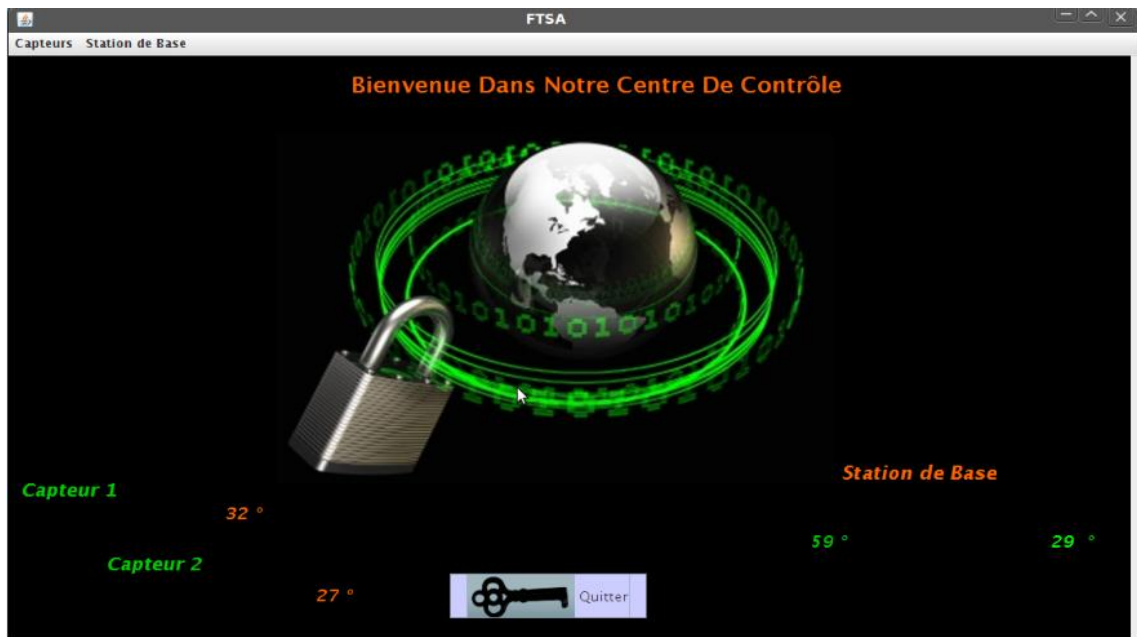 FTSA
Capteurs Station de Base
Bienvenue Dans Notre Centre De Contrôle
Station de Base
Capteur 1
32 °
59 ° 29 °
Capteur 2
27 °
Quitter